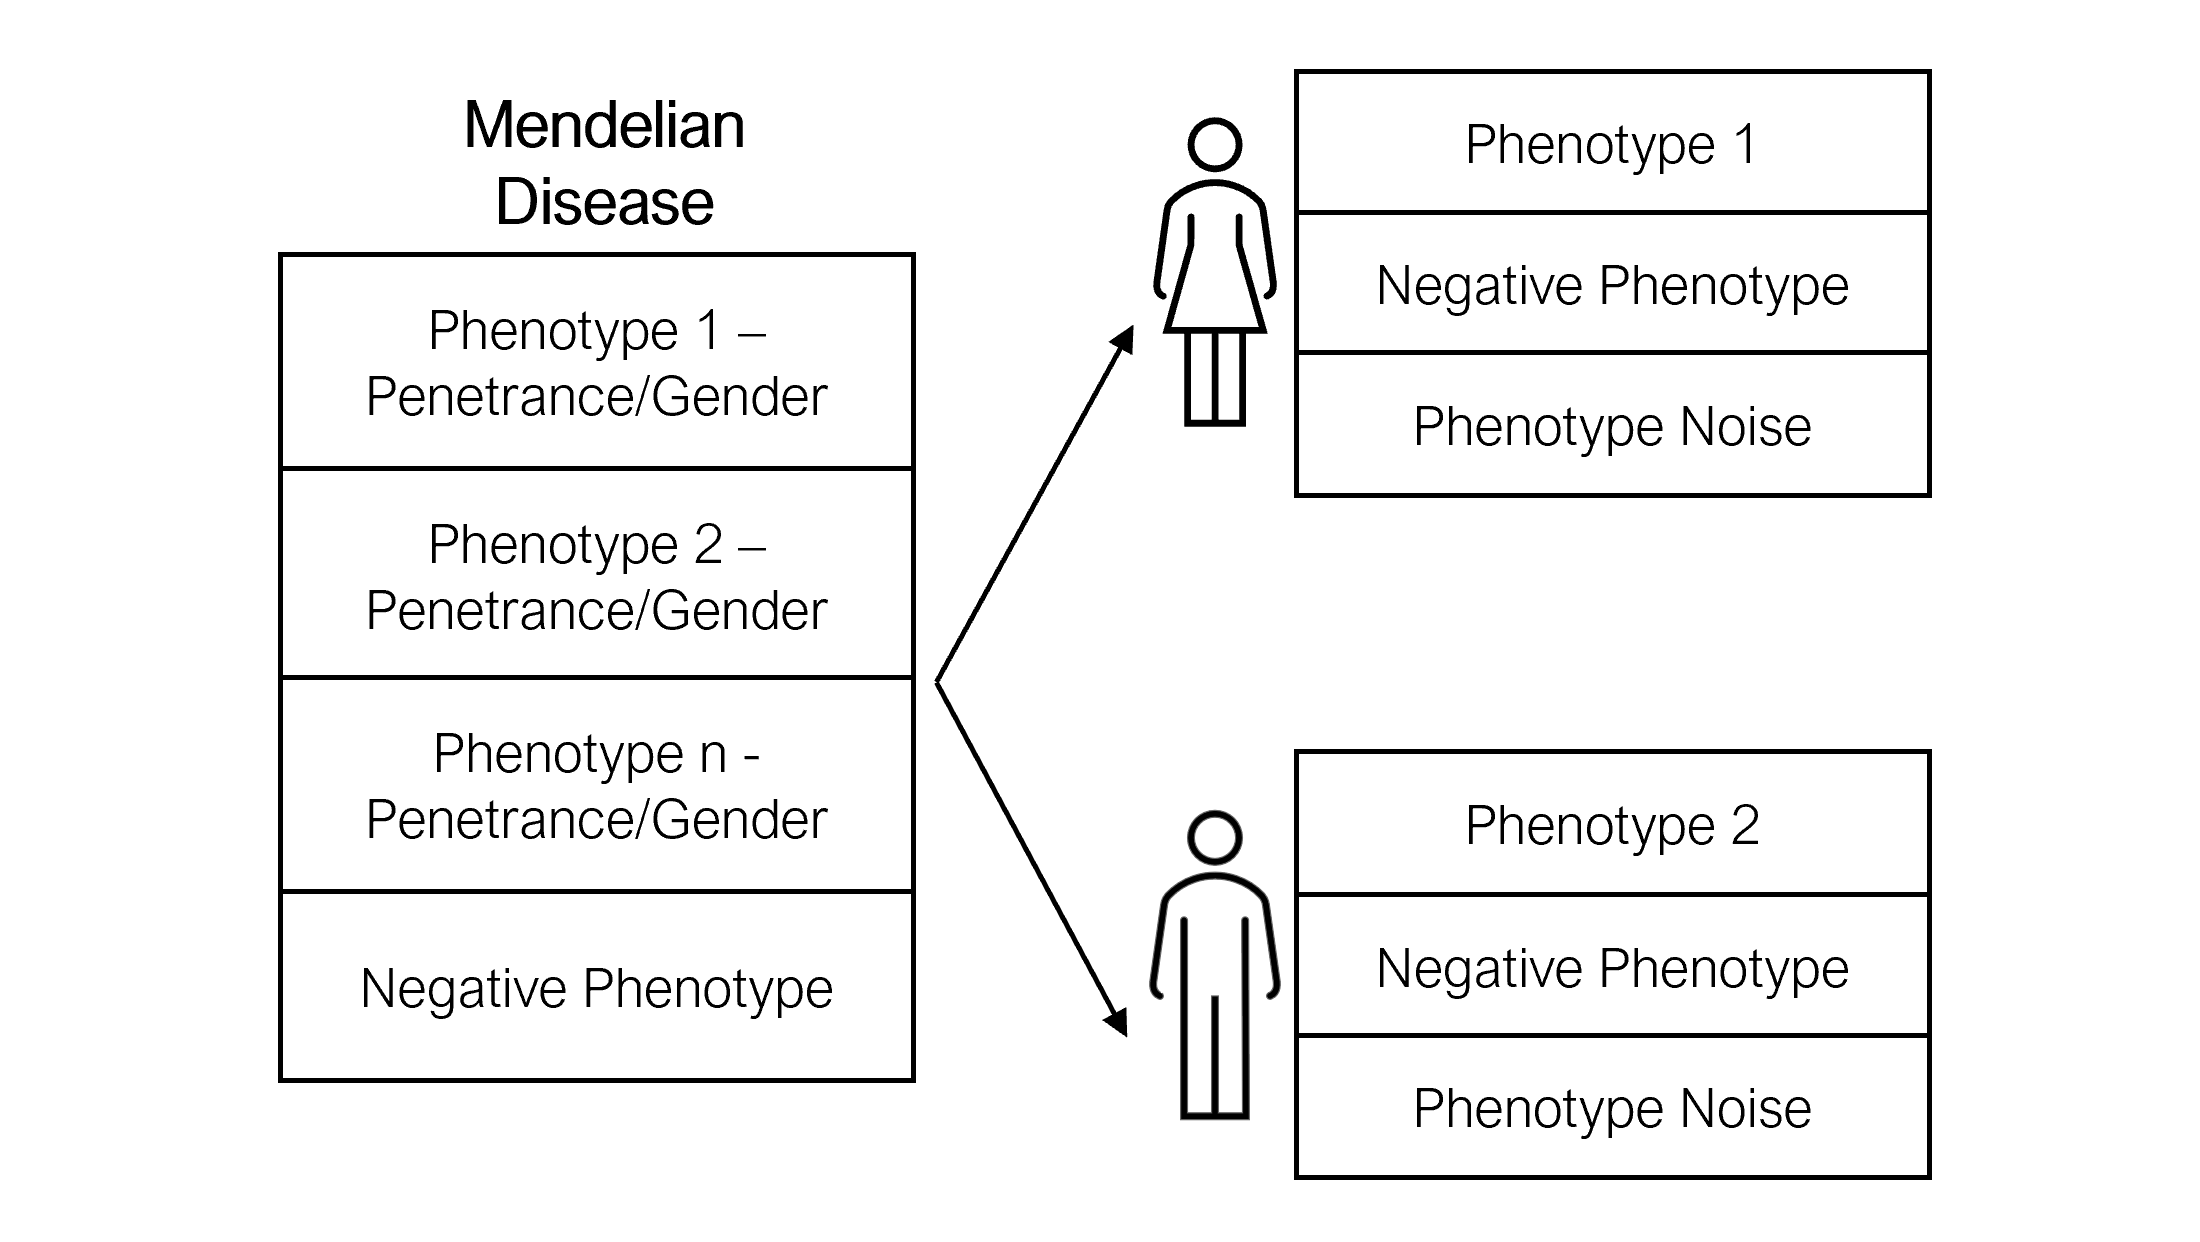 Mendelian
Disease
Phenotype 1 –
Penetrance/Gender
Phenotype 2 –
Penetrance/Gender
Phenotype n -
Penetrance/Gender
Negative Phenotype
Phenotype 1
Negative Phenotype
Phenotype Noise
Phenotype 2
Negative Phenotype
Phenotype Noise